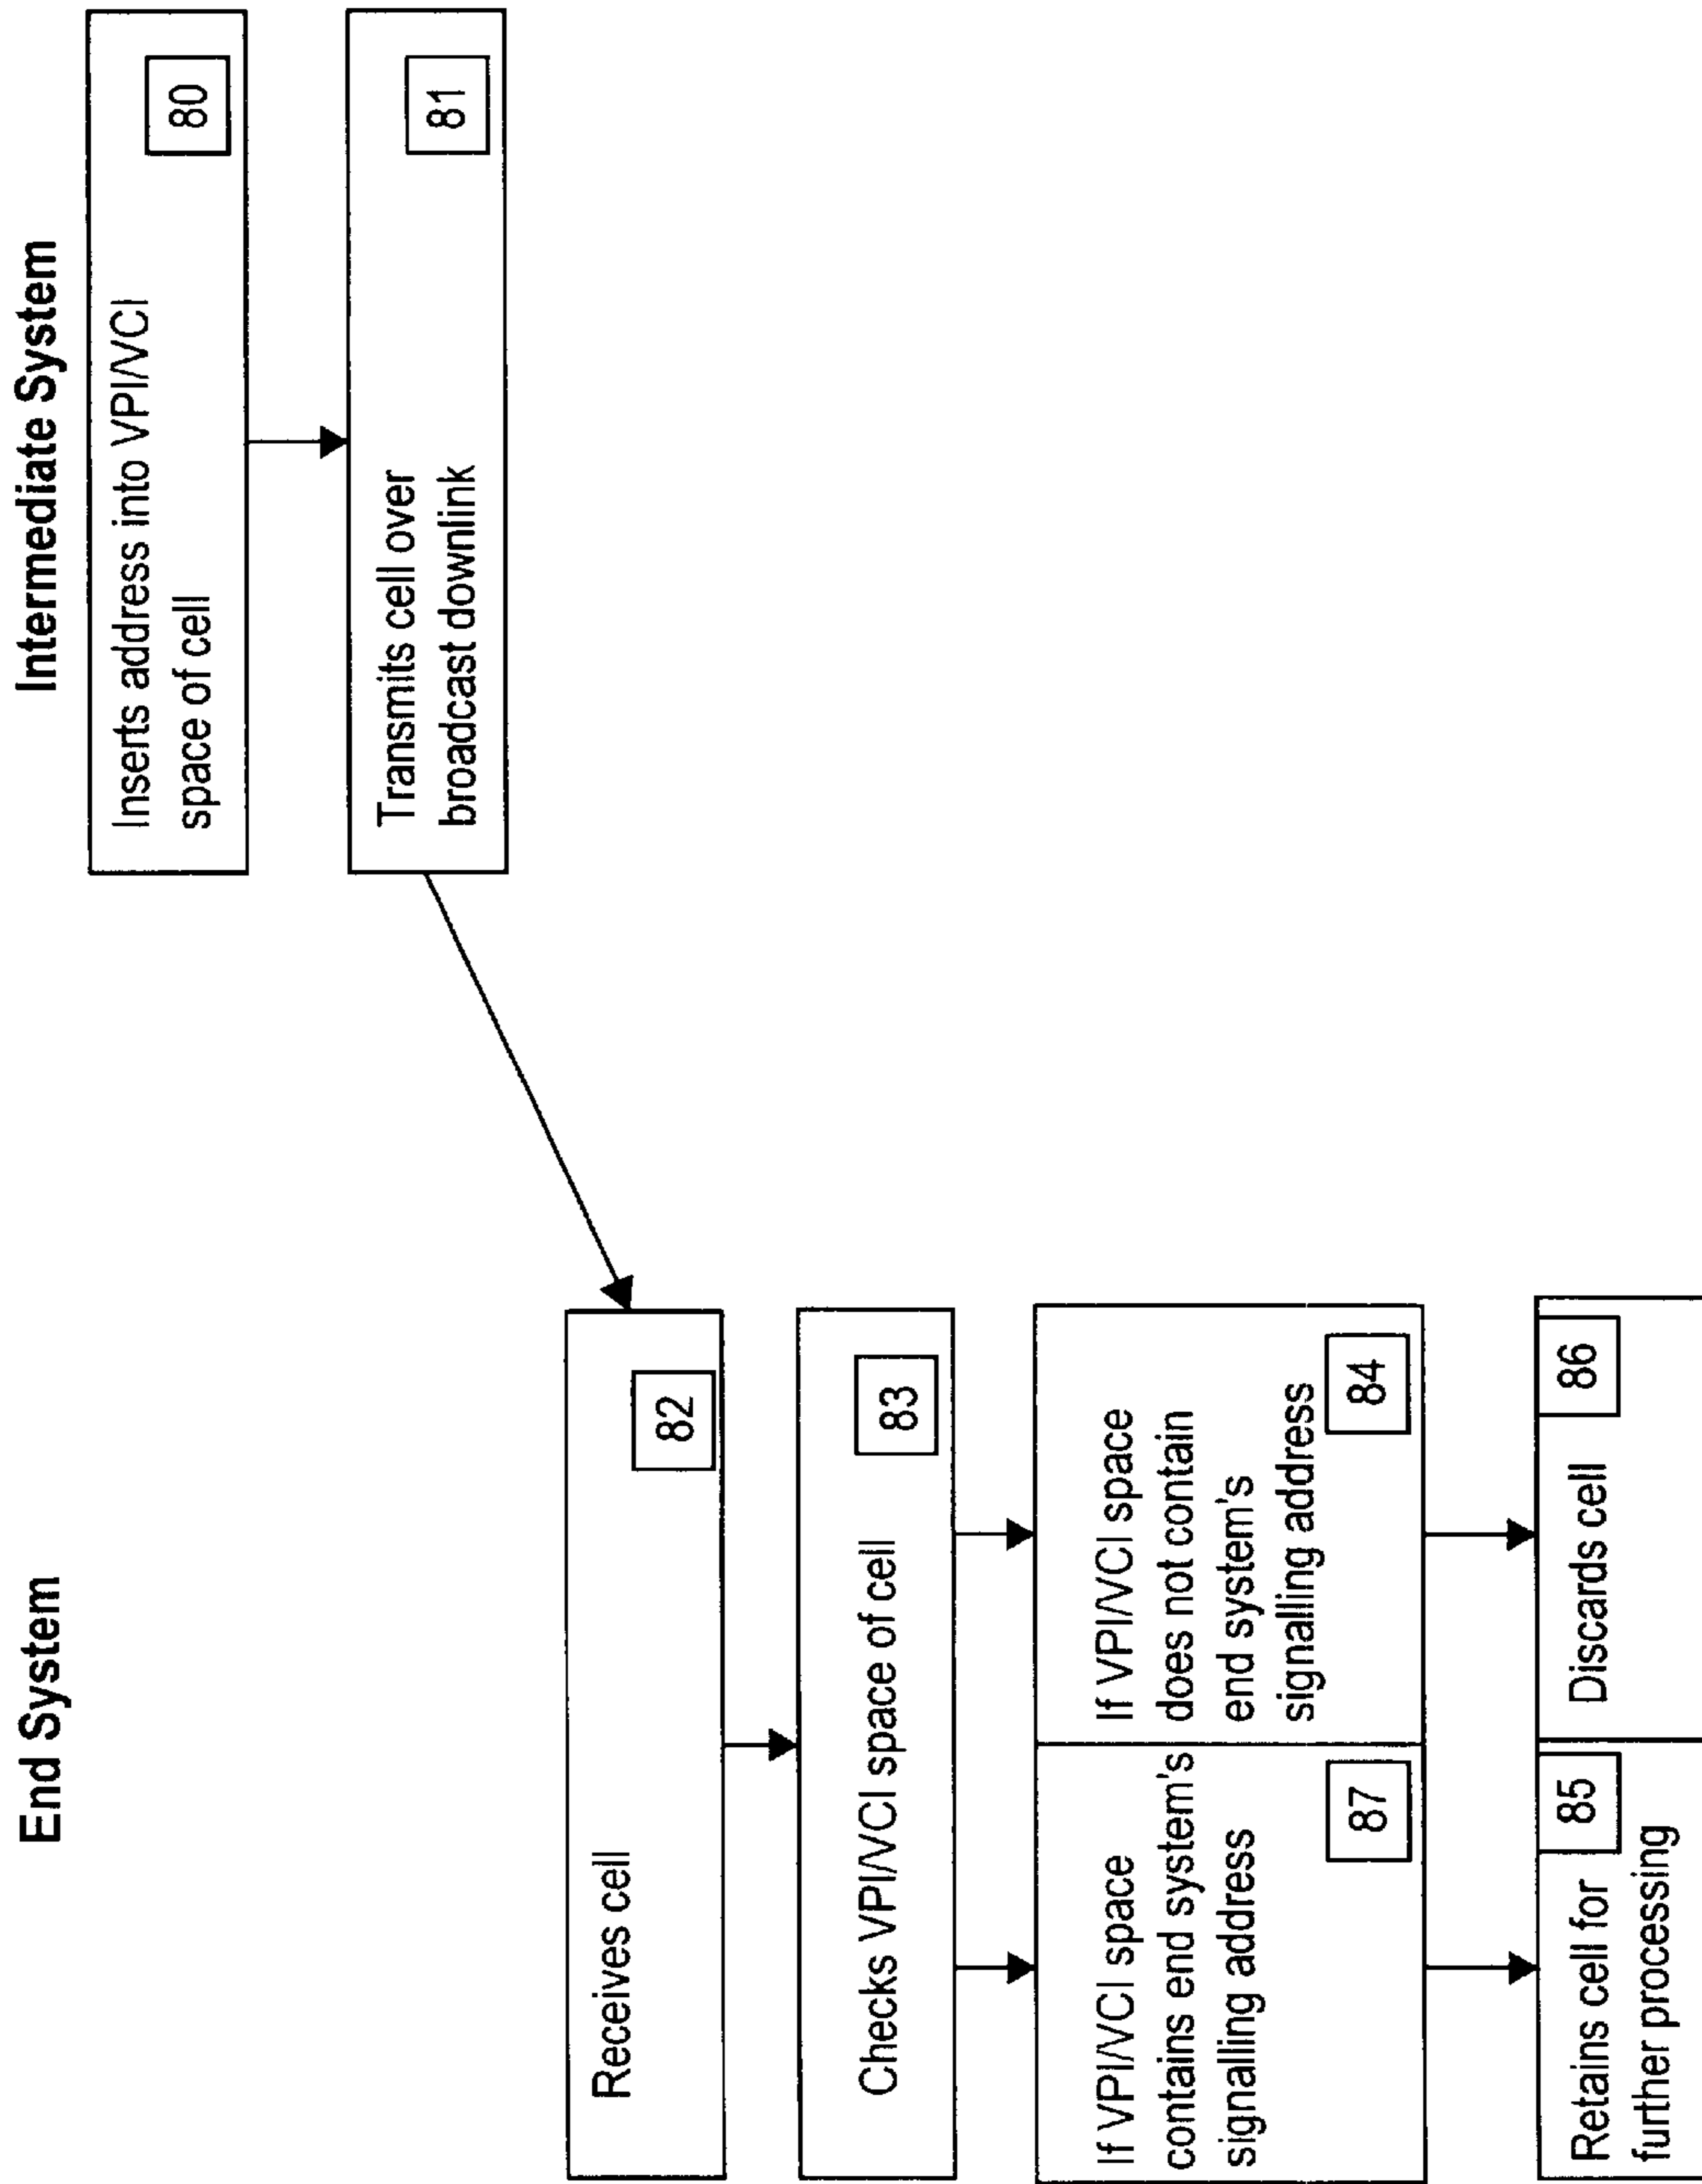 End System
Intermediate System
Inserts address into VPI/VCI
space of cell
80
Transmits cell over
broadcast downlink
81
Receives cell
82
Checks VPI/VCI space of cell
83
If VPI/VCI space
contains end system's
signalling address
87
If VPI/VCI space
does not contain
end system's
signalling address
84
Retains cell for
further processing
85
Discards cell
86